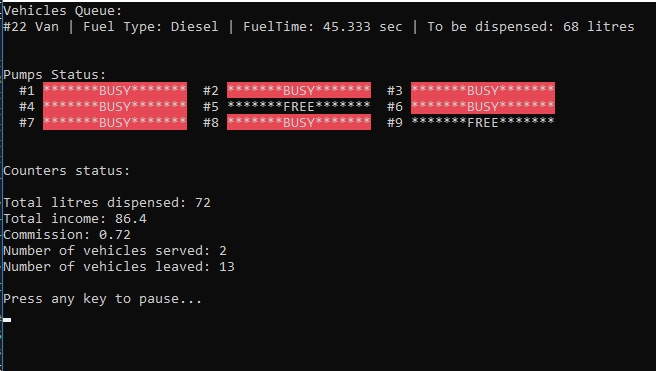 Vehicles Queue:
#22 Van | Fuel Type: Diesel | FuelTime: 45.333 sec | To be dispensed: 68 litres
Pumps Status:
#1 *******BUSY******* #2 *******BUSY******* #3 *******BUSY*******
#4 *******BUSY******* #5 *******FREE******* #6 *******BUSY*******
#7 *******BUSY******* #8 *******BUSY******* #9 *******FREE*******
Counters status:
Total litres dispensed: 72
Total income: 86.4
Commission: 0.72
Number of vehicles served: 2
Number of vehicles leaved: 13
Press any key to pause...